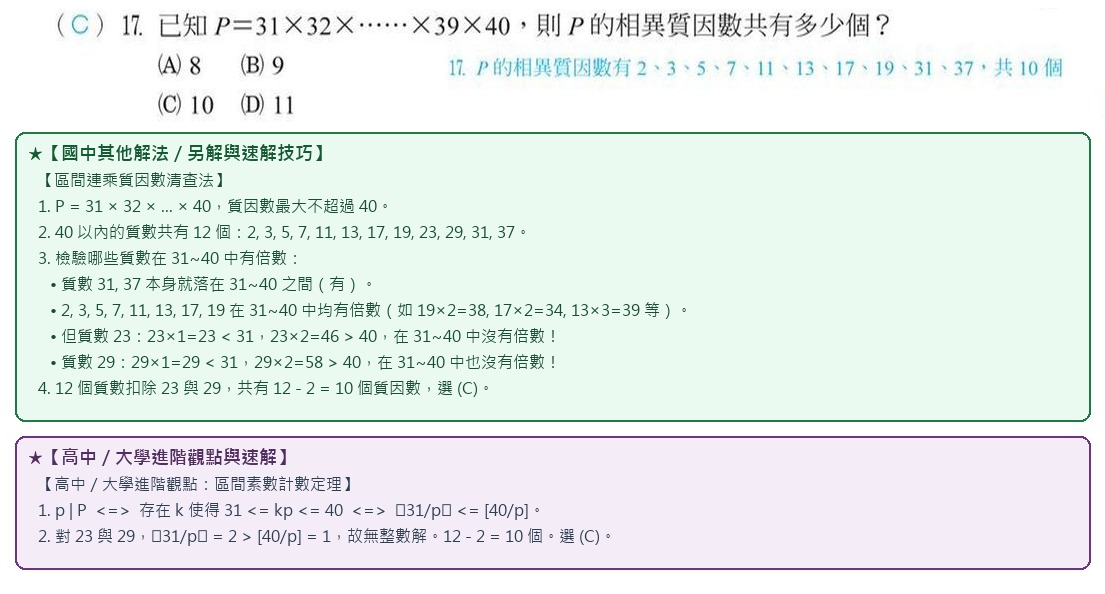 （C）17. 已知 P＝31×32×……×39×40，則 P 的相異質因數共有多少個？
(A) 8 (B) 9
17. P 的相異質因數有 2、3、5、7、11、13、17、19、31、37，共 10 個
(C) 10 (D) 11
★【國中其他解法 / 另解與速解技巧】
【區間連乘質因數清查法】
1. P = 31 × 32 × ... × 40，質因數最大不超過 40。
2. 40 以內的質數共有 12 個：2, 3, 5, 7, 11, 13, 17, 19, 23, 29, 31, 37。
3. 檢驗哪些質數在 31~40 中有倍數：
• 質數 31, 37 本身就落在 31~40 之間（有）。
• 2, 3, 5, 7, 11, 13, 17, 19 在 31~40 中均有倍數（如 19×2=38, 17×2=34, 13×3=39 等）。
• 但質數 23：23×1=23 < 31，23×2=46 > 40，在 31~40 中沒有倍數！
• 質數 29：29×1=29 < 31，29×2=58 > 40，在 31~40 中也沒有倍數！
4. 12 個質數扣除 23 與 29，共有 12 - 2 = 10 個質因數，選 (C)。
★【高中 / 大學進階觀點與速解】
【高中 / 大學進階觀點：區間素數計數定理】
1. p | P <=> 存在 k 使得 31 <= kp <= 40 <=> □31/p□ <= [40/p]。
2. 對 23 與 29，□31/p□ = 2 > [40/p] = 1，故無整數解。12 - 2 = 10 個。選 (C)。